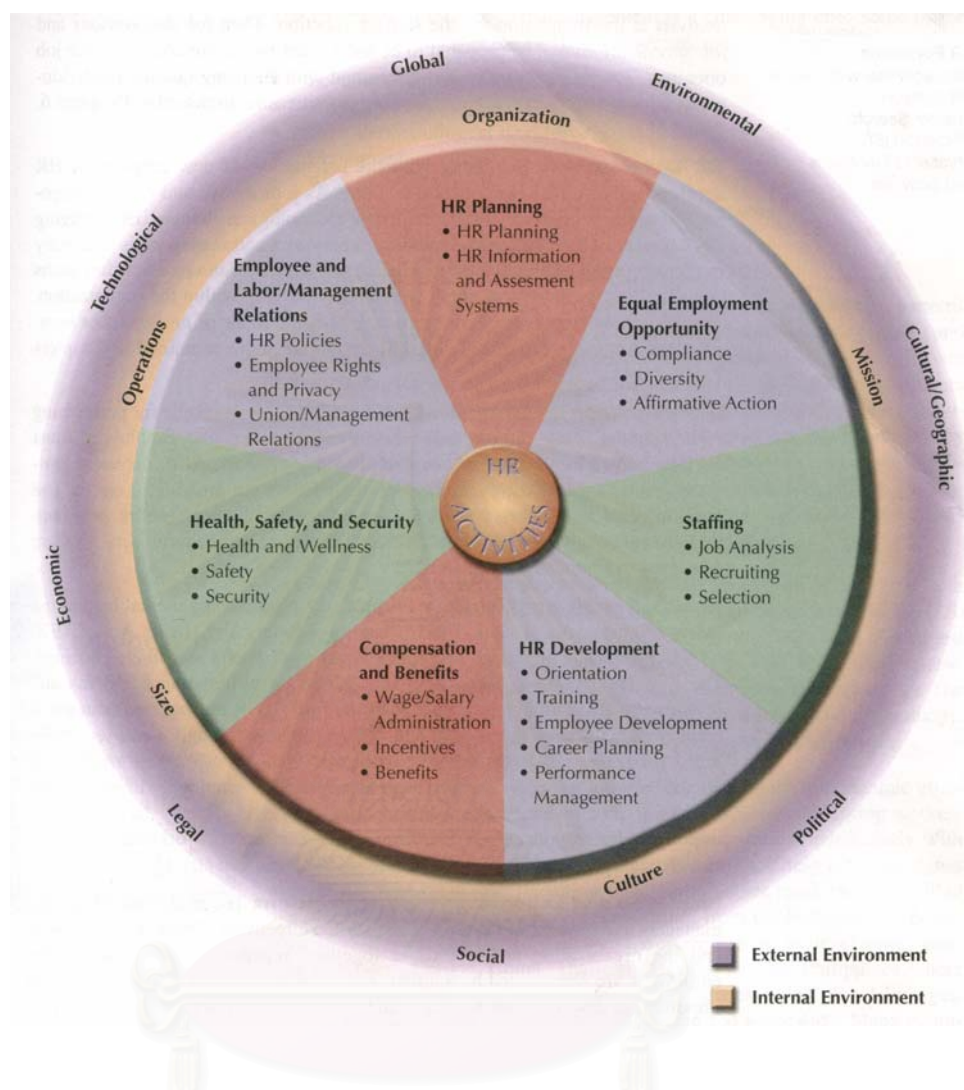 Global
Environmental
Organization
Technological
Operations
Cultural/Geographic
Mission
HR Planning
• HR Planning
• HR Information
and Assesment
Systems
Employee and
Labor/Management
Relations
• HR Policies
• Employee Rights
and Privacy
• Union/Management
Relations
Equal Employment
Opportunity
• Compliance
• Diversity
• Affirmative Action
HR
ACTIVITIES
Health, Safety, and Security
• Health and Wellness
• Safety
• Security
Staffing
• Job Analysis
• Recruiting
• Selection
Compensation
and Benefits
• Wage/Salary
Administration
• Incentives
• Benefits
HR Development
• Orientation
• Training
• Employee Development
• Career Planning
• Performance
Management
Economic
Size
Legal
Social
Culture
Political
External Environment
Internal Environment